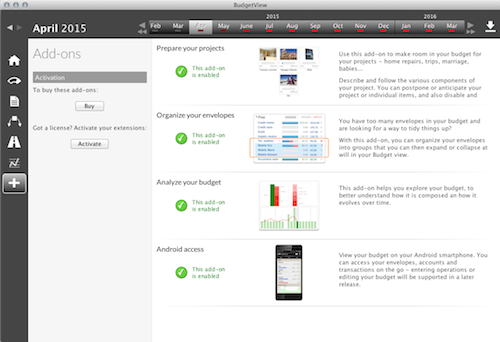 BudgetView
April 2015
2015
2016
Feb Mar Apr May June July Aug Sep Oct Nov Dec Jan Feb Mar
Add-ons
Activation
To buy these add-ons:
Buy
Got a license? Activate your extensions:
Activate
Prepare your projects
This add-on
is enabled
Use this add-on to make room in your budget for
your projects - home repairs, trips, marriage,
babies...
Describe and follow the various components of
your project. You can postpone or anticipate your
project or individual items, and also disable and
Organize your envelopes
This add-on
is enabled
You have too many envelopes in your budget and
are looking for a way to tidy things up?
With this add-on, you can organize your envelopes
into groups that you can then expand or collapse at
will in your Budget view.
Analyze your budget
This add-on
is enabled
This add-on helps you explore your budget, to
better understand how it is composed an how it
evolves over time.
Android access
This add-on
is enabled
View your budget on your Android smartphone. You
can access your envelopes, accounts and
transactions on the go - entering operations or
editing your budget will be supported in a later
release.